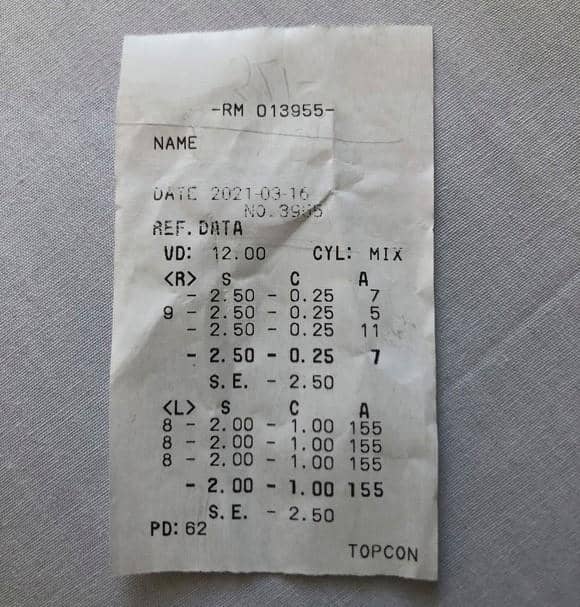 -RM 013955-
NAME
DATE 2021-03-16
NO.
REF. DATA
VD: 12.00 CYL: MIX
<R> S C A
- 2.50 - 0.25 7
9 - 2.50 - 0.25 5
- 2.50 - 0.25 11
- 2.50 - 0.25 7
S.E. - 2.50
<L> S C A
8 - 2.00 - 1.00 155
8 - 2.00 - 1.00 155
8 - 2.00 - 1.00 155
- 2.00 - 1.00 155
S.E. - 2.50
PD: 62
TOPCON